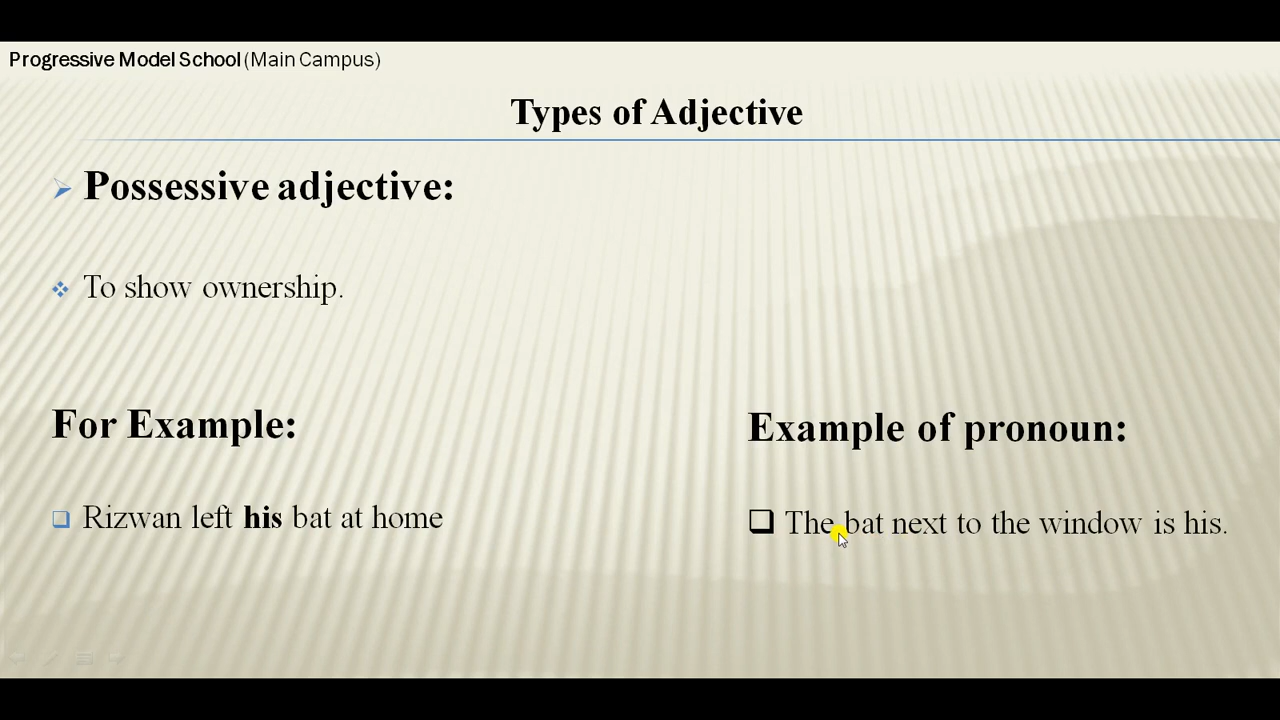 Progressive Model School (Main Campus)
Types of Adjective
Possessive adjective:
To show ownership.
For Example:
Example of pronoun:
Rizwan left his bat at home
The bat next to the window is his.